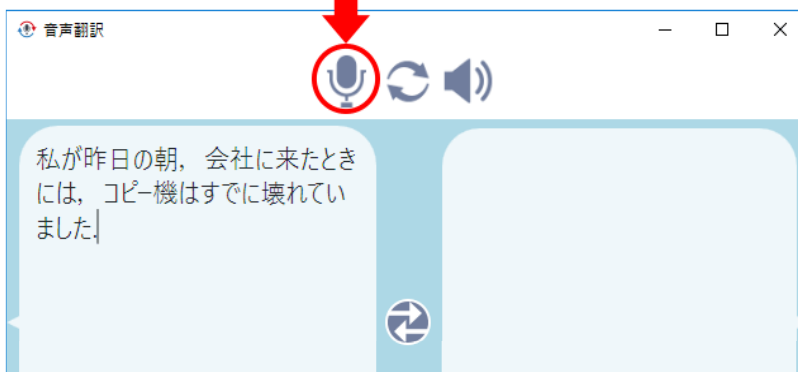 音声翻訳
私が昨日の朝， 会社に来たとき
には， コピー機はすでに壊れてい
ました.